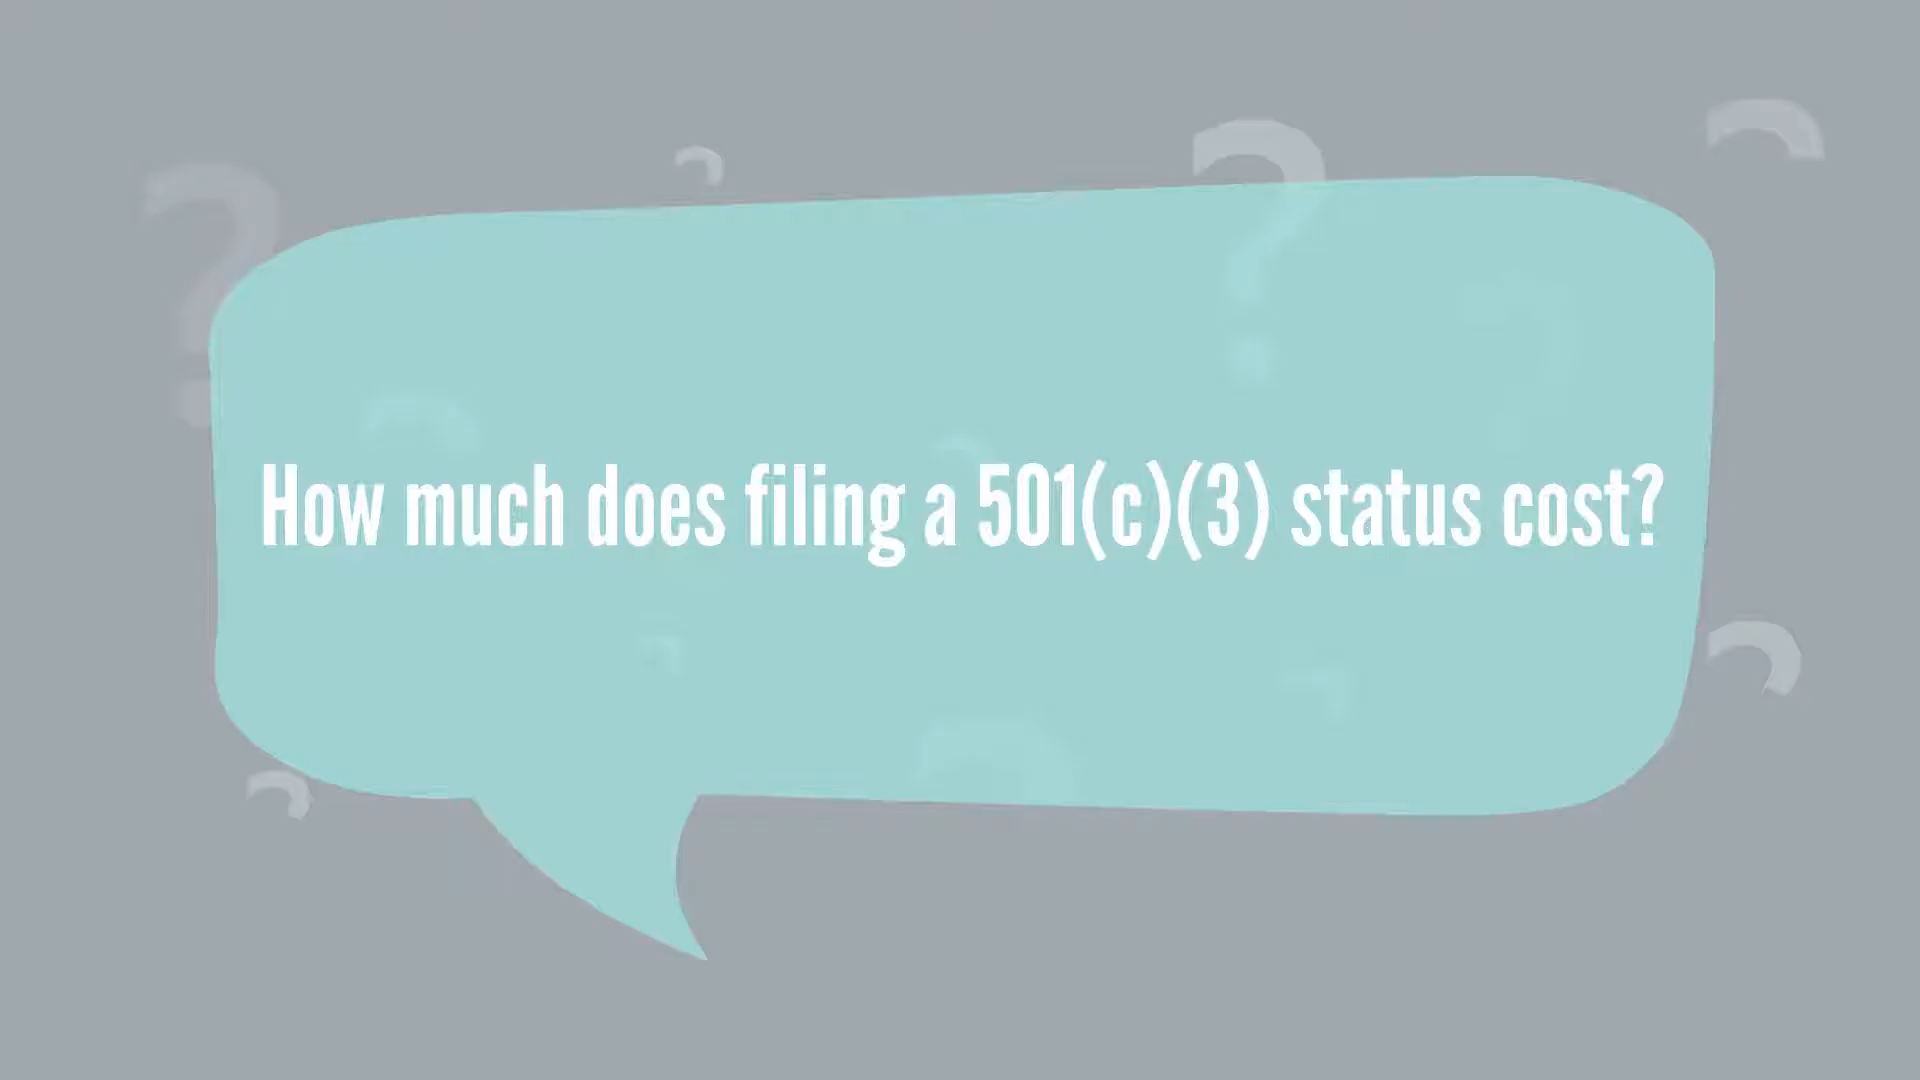 How much does filing a 501(c)(3) status cost?